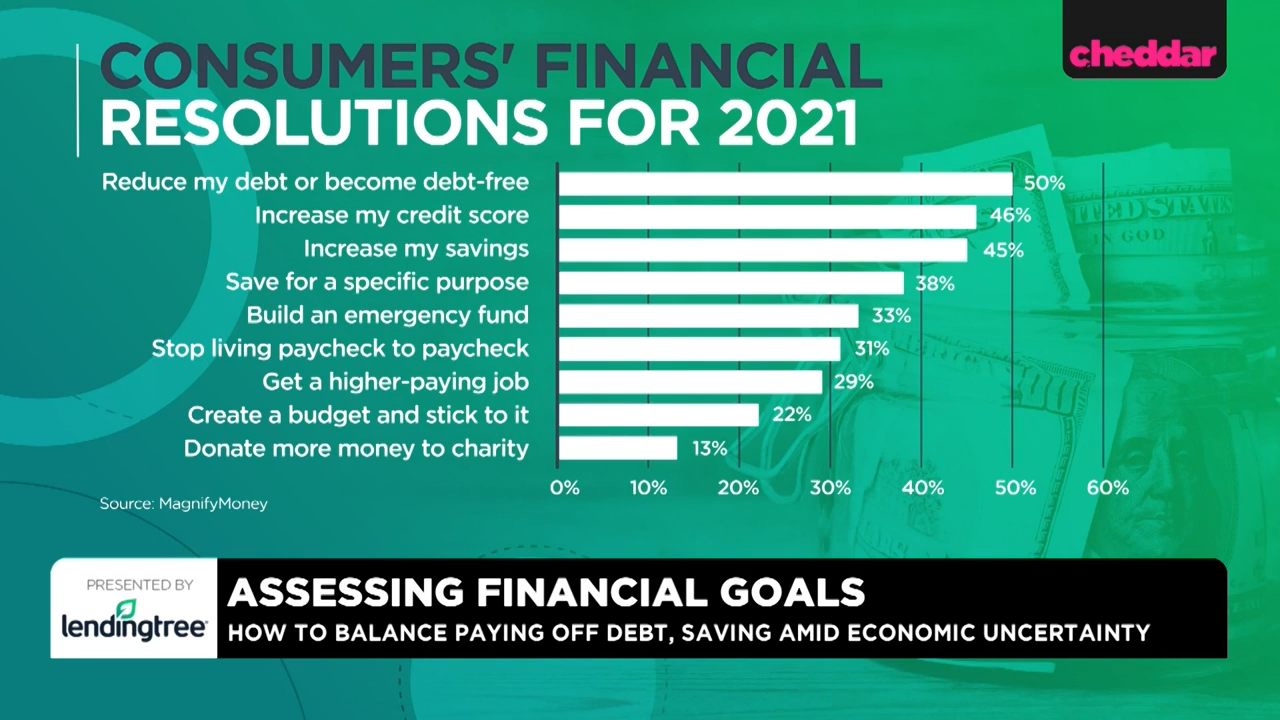 cheddar
CONSUMERS' FINANCIAL
RESOLUTIONS FOR 2021
Reduce my debt or become debt-free 50%
Increase my credit score 46%
Increase my savings 45%
Save for a specific purpose 38%
Build an emergency fund 33%
Stop living paycheck to paycheck 31%
Get a higher-paying job 29%
Create a budget and stick to it 22%
Donate more money to charity 13%
0% 10% 20% 30% 40% 50% 60%
Source: MagnifyMoney
PRESENTED BY
lendingtree
ASSESSING FINANCIAL GOALS
HOW TO BALANCE PAYING OFF DEBT, SAVING AMID ECONOMIC UNCERTAINTY